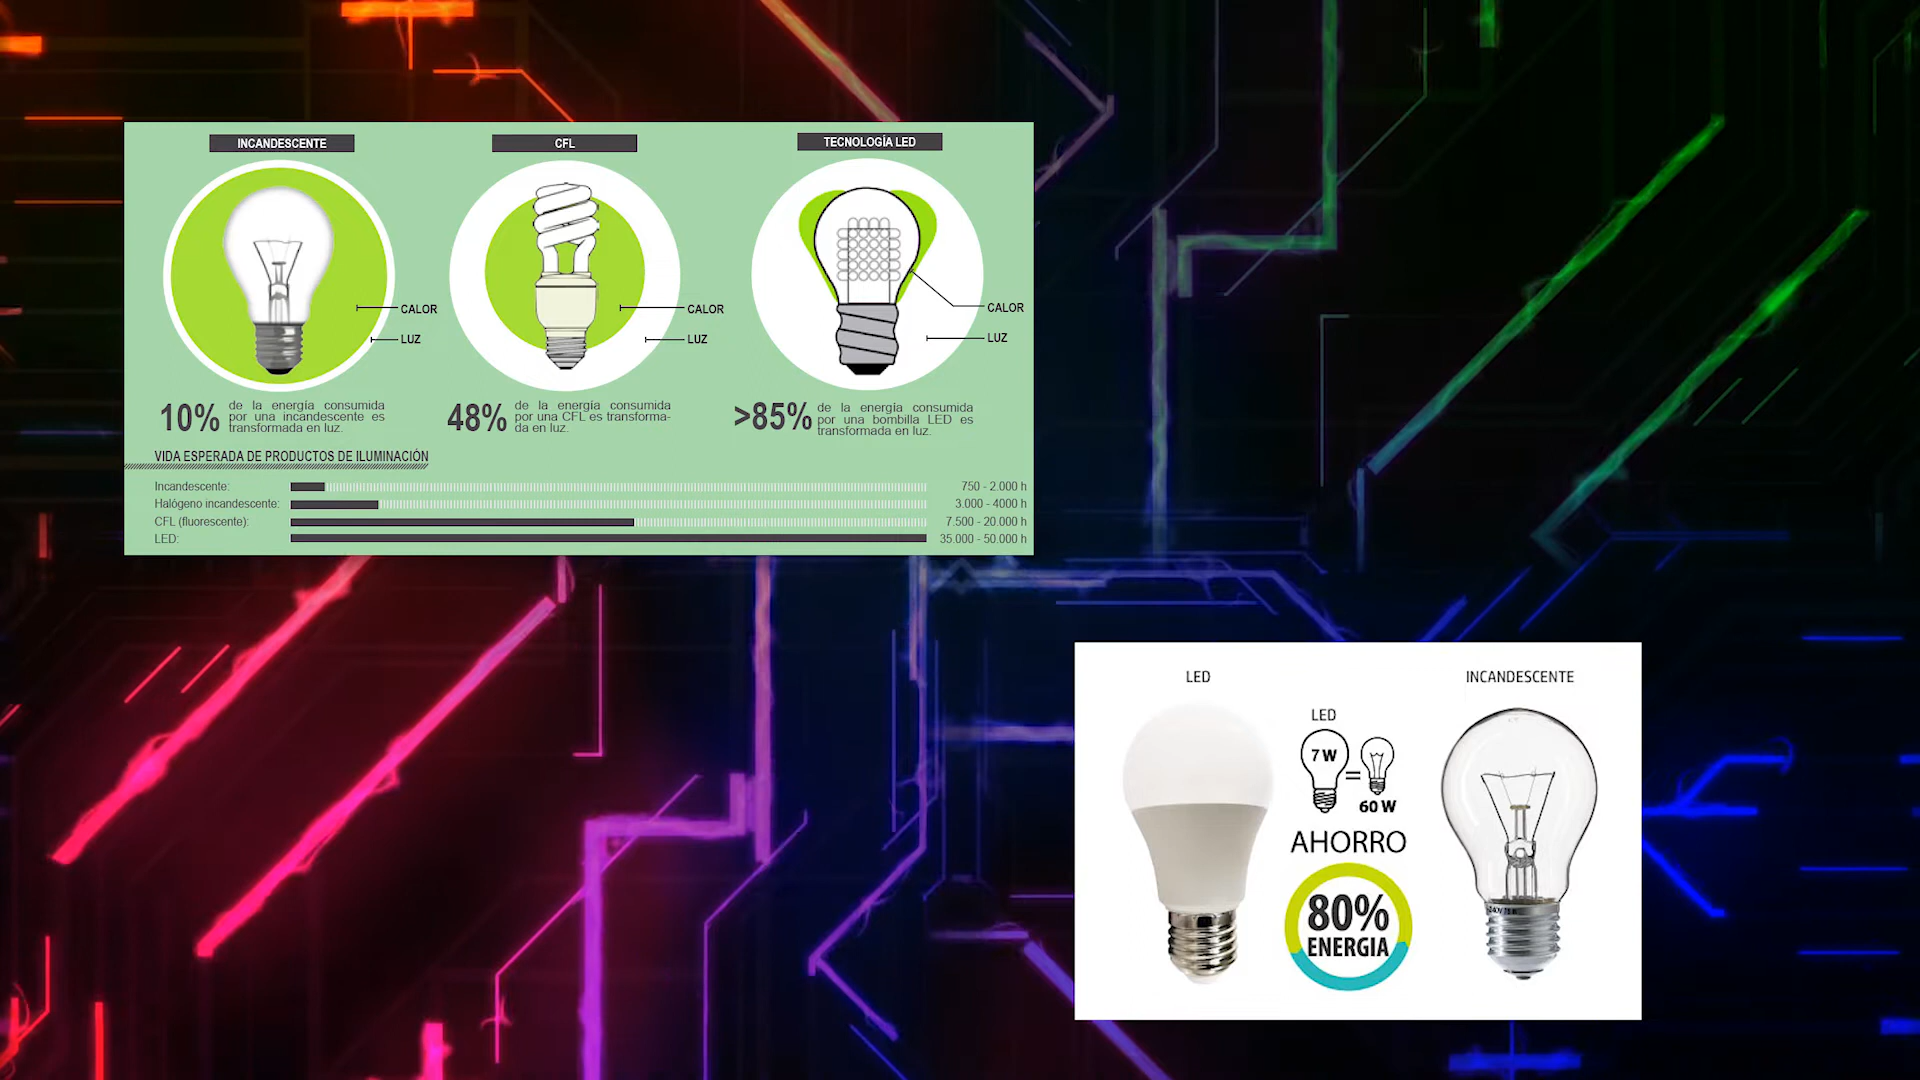 INCANDESCENTE
CFL
TECNOLOGÍA LED
CALOR
LUZ
CALOR
LUZ
CALOR
LUZ
10%
de la energía consumida
por una incandescente es
transformada en luz.
48%
de la energía consumida
por una CFL es transforma-
da en luz.
>85%
de la energía consumida
por una bombilla LED es
transformada en luz.
VIDA ESPERADA DE PRODUCTOS DE ILUMINACIÓN
Incandescente: 750 - 2.000 h
Halógeno incandescente: 3.000 - 4000 h
CFL (fluorescente): 7.500 - 20.000 h
LED: 35.000 - 50.000 h
LED
INCANDESCENTE
LED
7 W
=
60 W
AHORRO
80%
ENERGIA